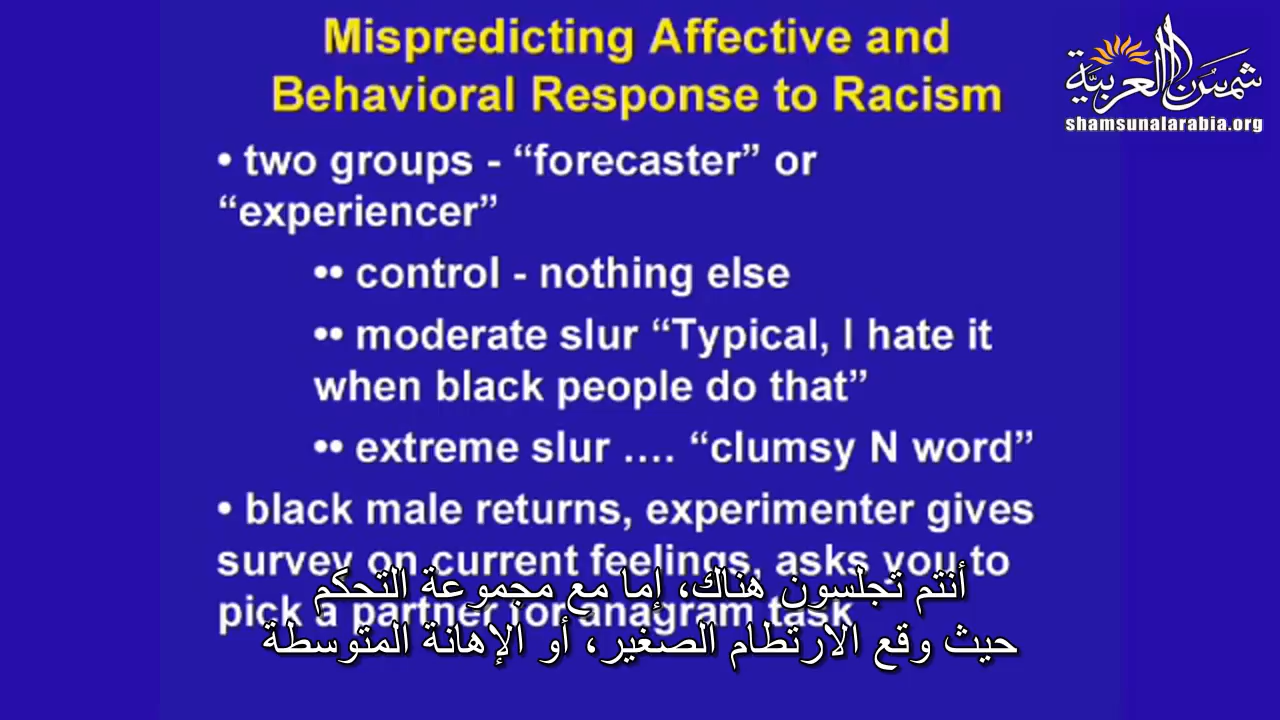 Mispredicting Affective and
Behavioral Response to Racism
شمسُ العربيَّة
shamsunalarabia.org
• two groups - “forecaster” or
“experiencer”
•• control - nothing else
•• moderate slur “Typical, I hate it
when black people do that”
•• extreme slur .... “clumsy N word”
• black male returns, experimenter gives
survey on current feelings, asks you to
pick a partner for anagram task
أنتم تجلسون هناك، إما مع مجموعة التحكم
حيث وقع الارتطام الصغير، أو الإهانة المتوسطة